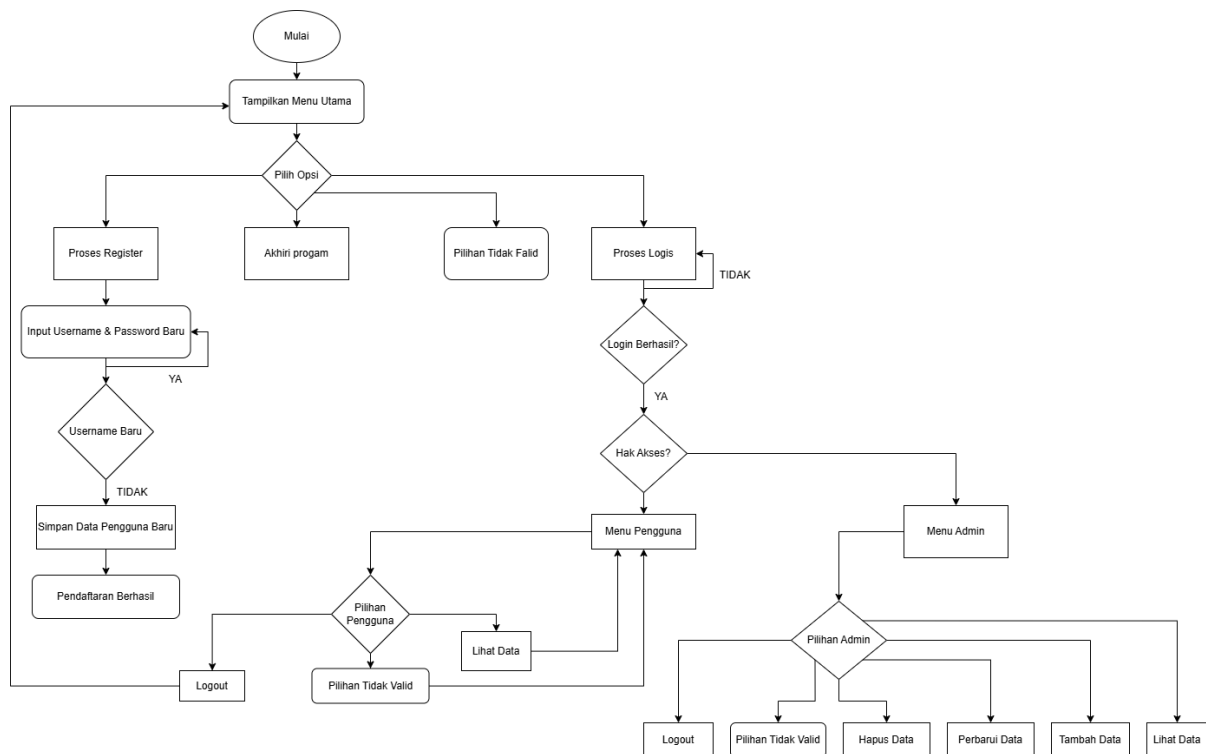 Mulai
Tampilkan Menu Utama
Pilih Opsi
Proses Register
Akhiri progam
Pilihan Tidak Falid
Proses Logis
TIDAK
Input Username & Password Baru
YA
Login Berhasil?
YA
Username Baru
Hak Akses?
TIDAK
Simpan Data Pengguna Baru
Menu Pengguna
Menu Admin
Pendaftaran Berhasil
Pilihan
Pengguna
Lihat Data
Pilihan Admin
Logout
Pilihan Tidak Valid
Logout
Pilihan Tidak Valid
Hapus Data
Perbarui Data
Tambah Data
Lihat Data